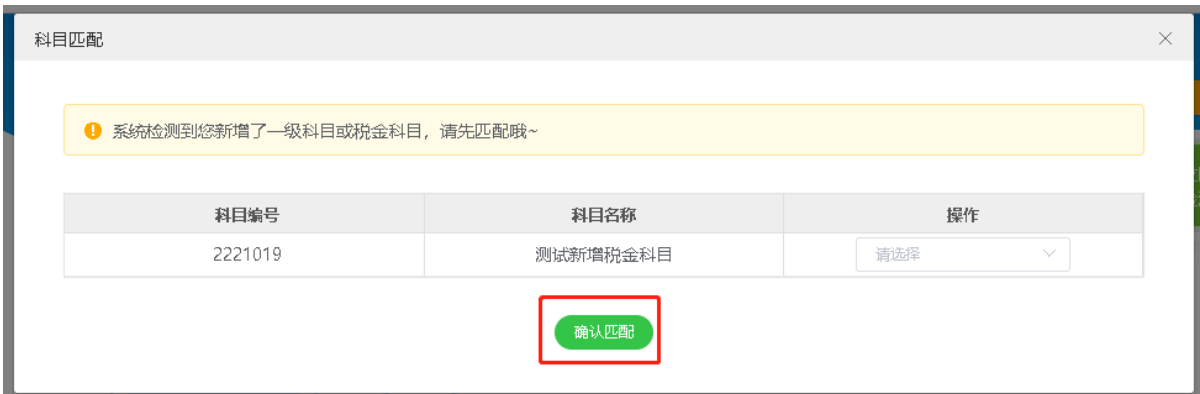 科目匹配
系统检测到您新增了一级科目或税金科目，请先匹配哦~
科目编号 科目名称 操作
2221019 测试新增税金科目 请选择
确认匹配